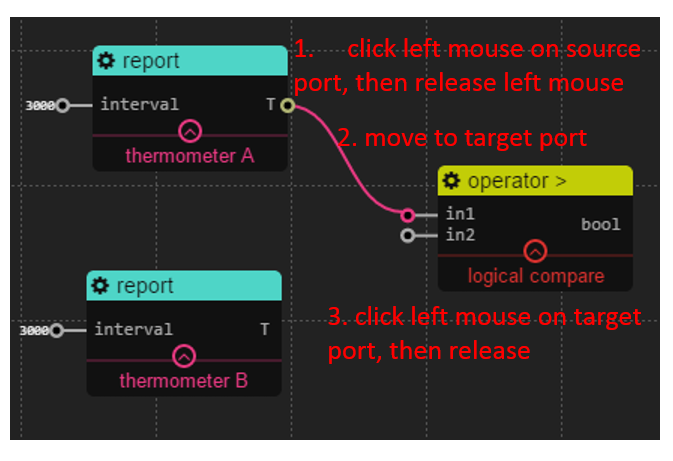 report
3000 interval T
thermometer A
1. click left mouse on source
port, then release left mouse
2. move to target port
operator >
in1
in2
bool
logical compare
report
3000 interval T
thermometer B
3. click left mouse on target
port, then release